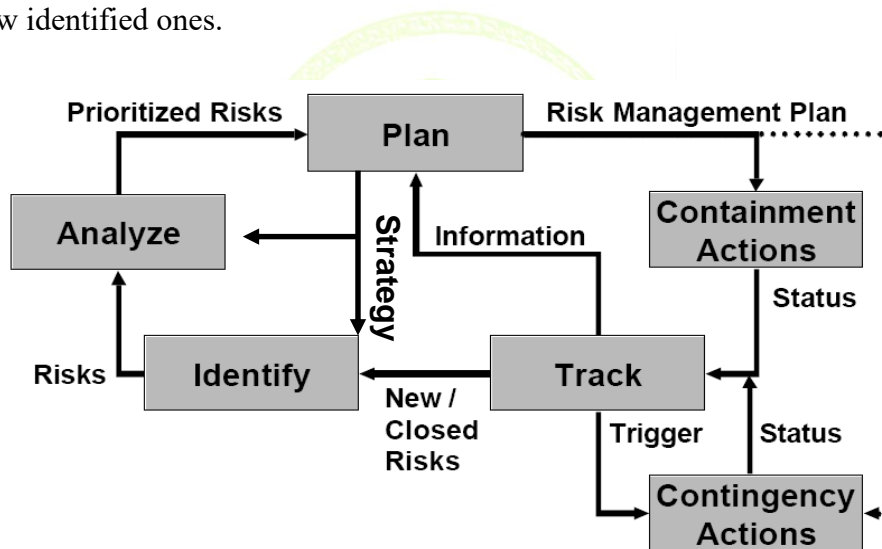 w identified ones.
Prioritized Risks
Plan
Risk Management Plan
Analyze
Strategy
Information
Containment
Actions
Status
Risks
Identify
New /
Closed
Risks
Track
Trigger
Status
Contingency
Actions